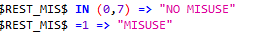 $REST_MIS$ IN (0,7) => "NO MISUSE"
$REST_MIS$ =1 => "MISUSE"